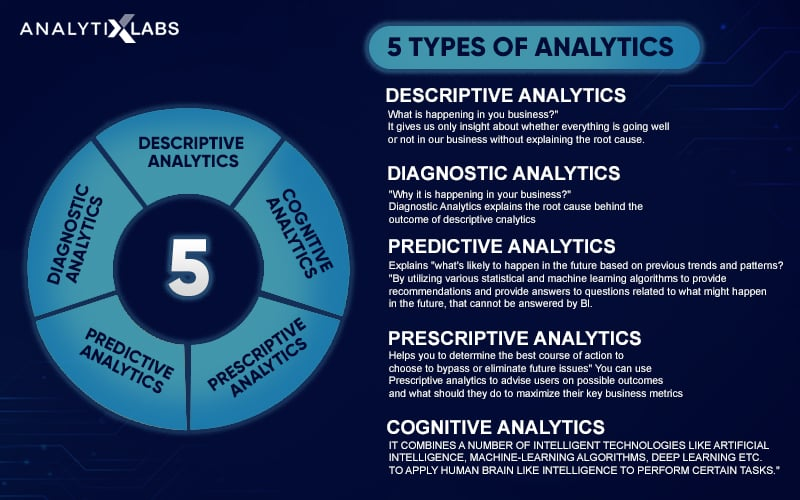 ANALYTIXLABS
5 TYPES OF ANALYTICS
DESCRIPTIVE
ANALYTICS
COGNITIVE
ANALYTICS
PRESCRIPTIVE
ANALYTICS
PREDICTIVE
ANALYTICS
DIAGNOSTIC
ANALYTICS
5
DESCRIPTIVE ANALYTICS
What is happening in you business?"
It gives us only insight about whether everything is going well
or not in our business without explaining the root cause.
DIAGNOSTIC ANALYTICS
"Why it is happening in your business?"
Diagnostic Analytics explains the root cause behind the
outcome of descriptive cnalytics
PREDICTIVE ANALYTICS
Explains "what's likely to happen in the future based on previous trends and patterns?
"By utilizing various statistical and machine learning algorithms to provide
recommendations and provide answers to questions related to what might happen
in the future, that cannot be answered by Bl.
PRESCRIPTIVE ANALYTICS
Helps you to determine the best course of action to
choose to bypass or eliminate future issues" You can use
Prescriptive analytics to advise users on possible outcomes
and what should they do to maximize their key business metrics
COGNITIVE ANALYTICS
IT COMBINES A NUMBER OF INTELLIGENT TECHNOLOGIES LIKE ARTIFICIAL
INTELLIGENCE, MACHINE-LEARNING ALGORITHMS, DEEP LEARNING ETC.
TO APPLY HUMAN BRAIN LIKE INTELLIGENCE TO PERFORM CERTAIN TASKS."